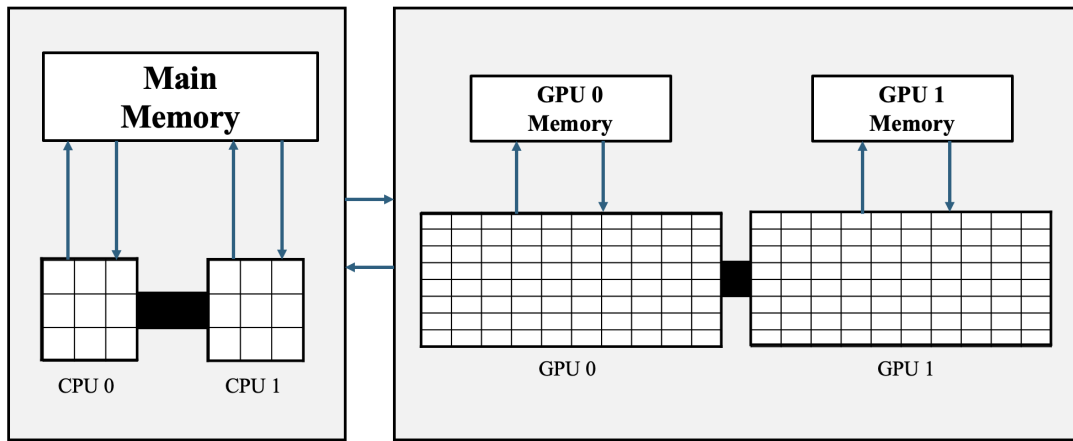 Main
Memory
CPU 0
CPU 1
GPU 0
Memory
GPU 1
Memory
GPU 0
GPU 1